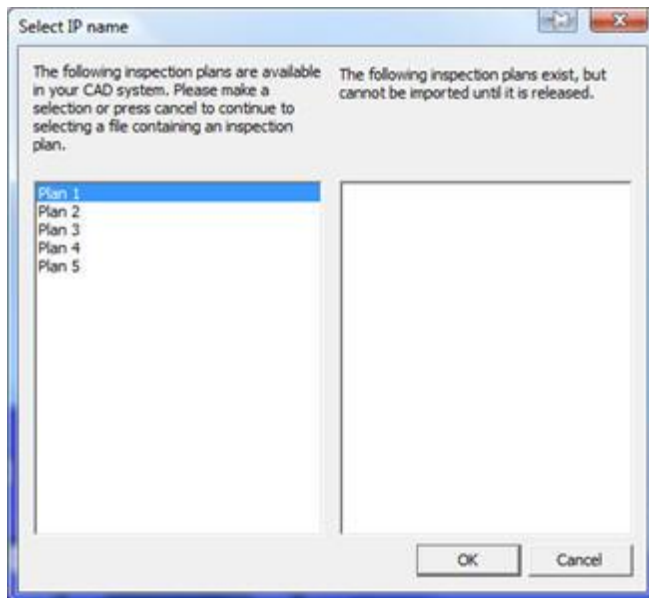 Select IP name
The following inspection plans are available
in your CAD system. Please make a
selection or press cancel to continue to
selecting a file containing an inspection
plan.
The following inspection plans exist, but
cannot be imported until it is released.
Plan 1
Plan 2
Plan 3
Plan 4
Plan 5
OK
Cancel